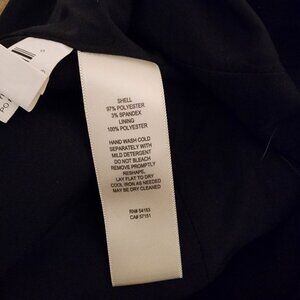 SHELL
97% POLYESTER
3% SPANDEX
LINING
100% POLYESTER
HAND WASH COLD
SEPARATELY WITH
MILD DETERGENT
DO NOT BLEACH
REMOVE PROMPTLY
RESHAPE,
LAY FLAT TO DRY
COOL IRON AS NEEDED
MAY BE DRY CLEANED
RN# 54163
CA# 57151